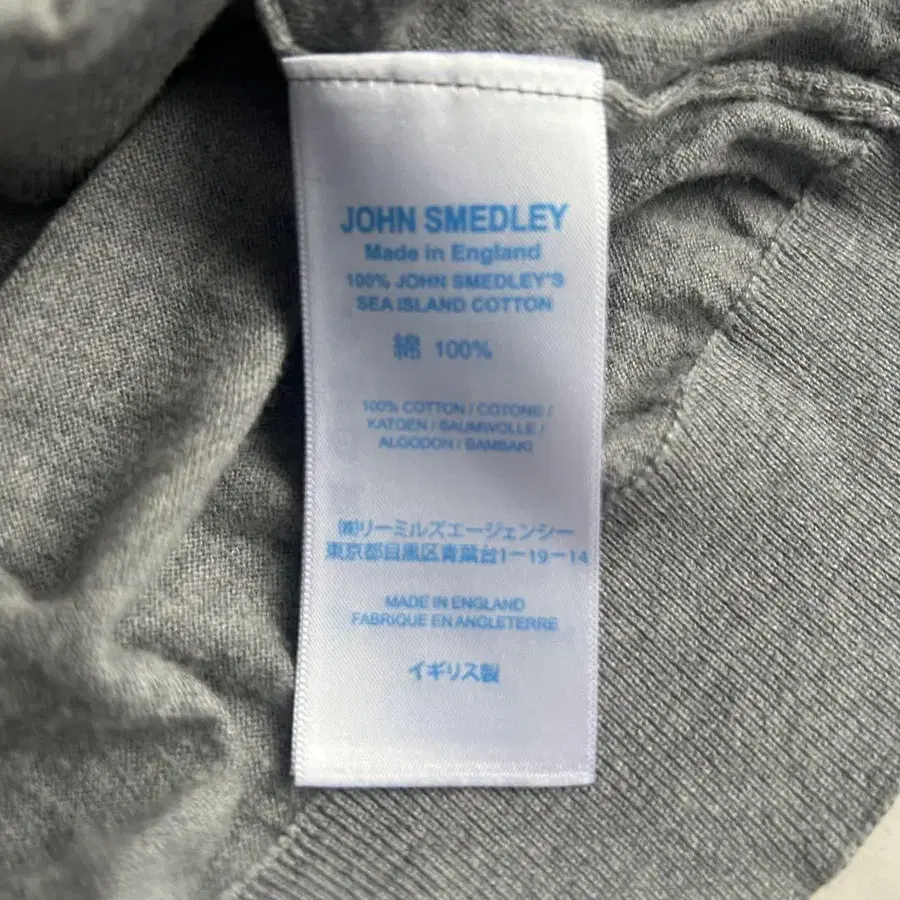 JOHN SMEDLEY
Made in England
100% JOHN SMEDLEY'S
SEA ISLAND COTTON
綿 100%
100% COTTON / COTONE /
KATOEN / BAUMWOLLE /
ALGODON / BAMBAKI
㈱リーミルズエージェンシー
東京都目黒区青葉台1-19-14
MADE IN ENGLAND
FABRIQUE EN ANGLETERRE
イギリス製